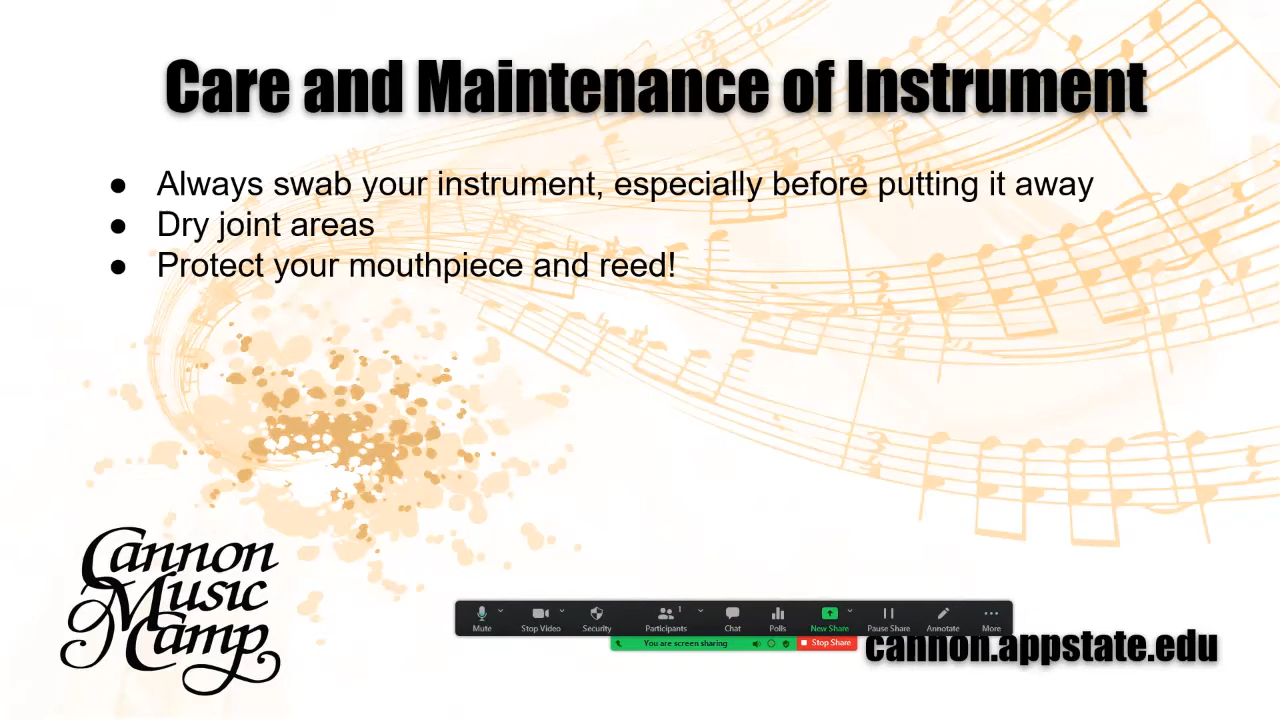 Care and Maintenance of Instrument
● Always swab your instrument, especially before putting it away
● Dry joint areas
● Protect your mouthpiece and reed!
Cannon
Music
Camp
1
Mute Stop Video Security Participants Chat Polls New Share Pause Share Annotate More
You are screen sharing Stop Share
cannon.appstate.edu